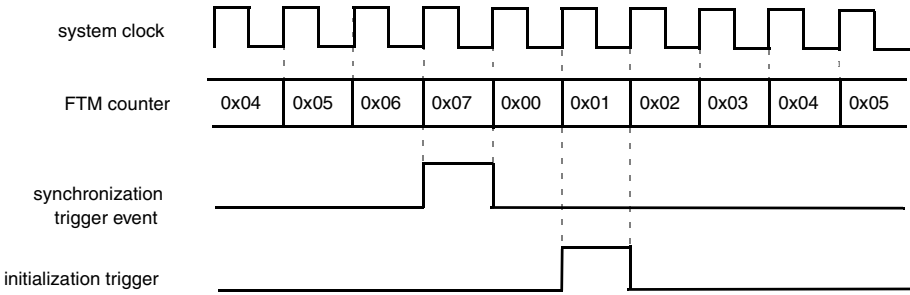 system clock
FTM counter 0x04 0x05 0x06 0x07 0x00 0x01 0x02 0x03 0x04 0x05
synchronization
trigger event
initialization trigger